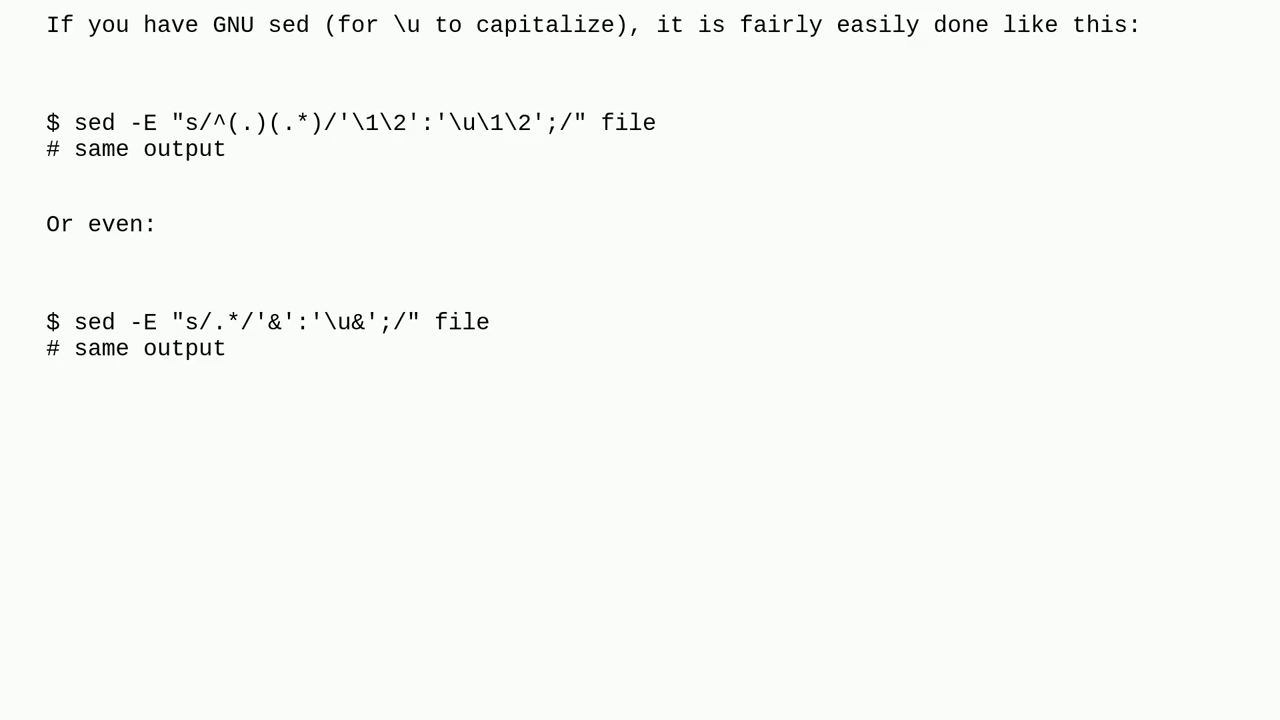 If you have GNU sed (for \u to capitalize), it is fairly easily done like this:
$ sed -E "s/^(.)(.*)/'\1\2':'\u\1\2';/" file
# same output
Or even:
$ sed -E "s/.*/'&':'\u&';/" file
# same output